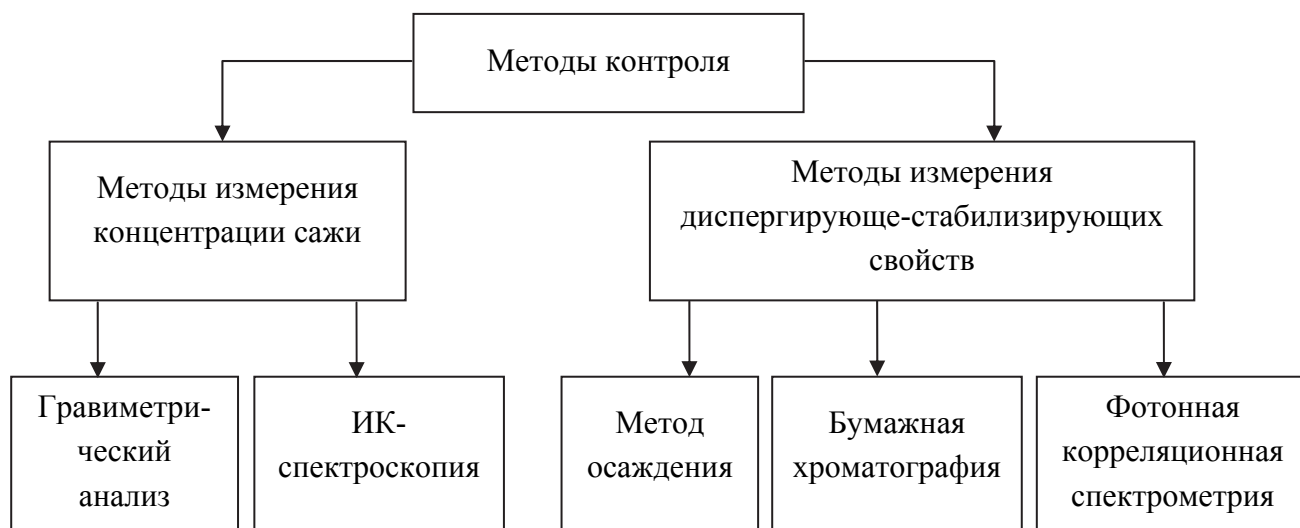 Методы контроля
Методы измерения
концентрации сажи
Методы измерения
диспергирующе-стабилизирующих
свойств
Гравиметри-
ческий
анализ
ИК-
спектроскопия
Метод
осаждения
Бумажная
хроматография
Фотонная
корреляционная
спектрометрия